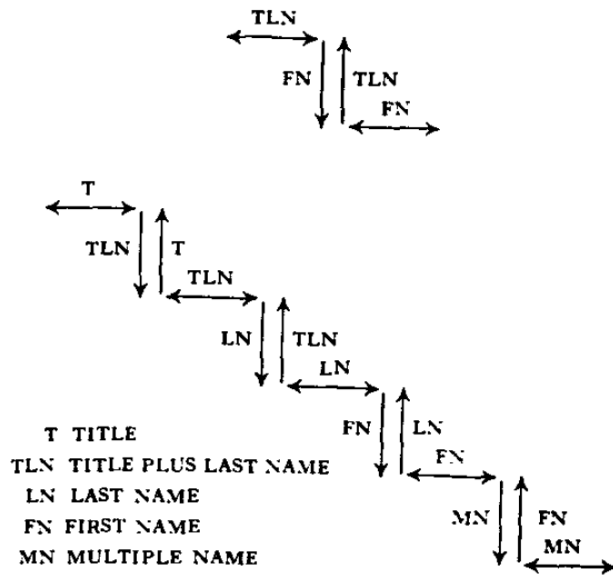 TLN
FN TLN
FN
T
TLN T
TLN
LN TLN
LN
FN LN
FN
MN FN
MN
T TITLE
TLN TITLE PLUS LAST NAME
LN LAST NAME
FN FIRST NAME
MN MULTIPLE NAME